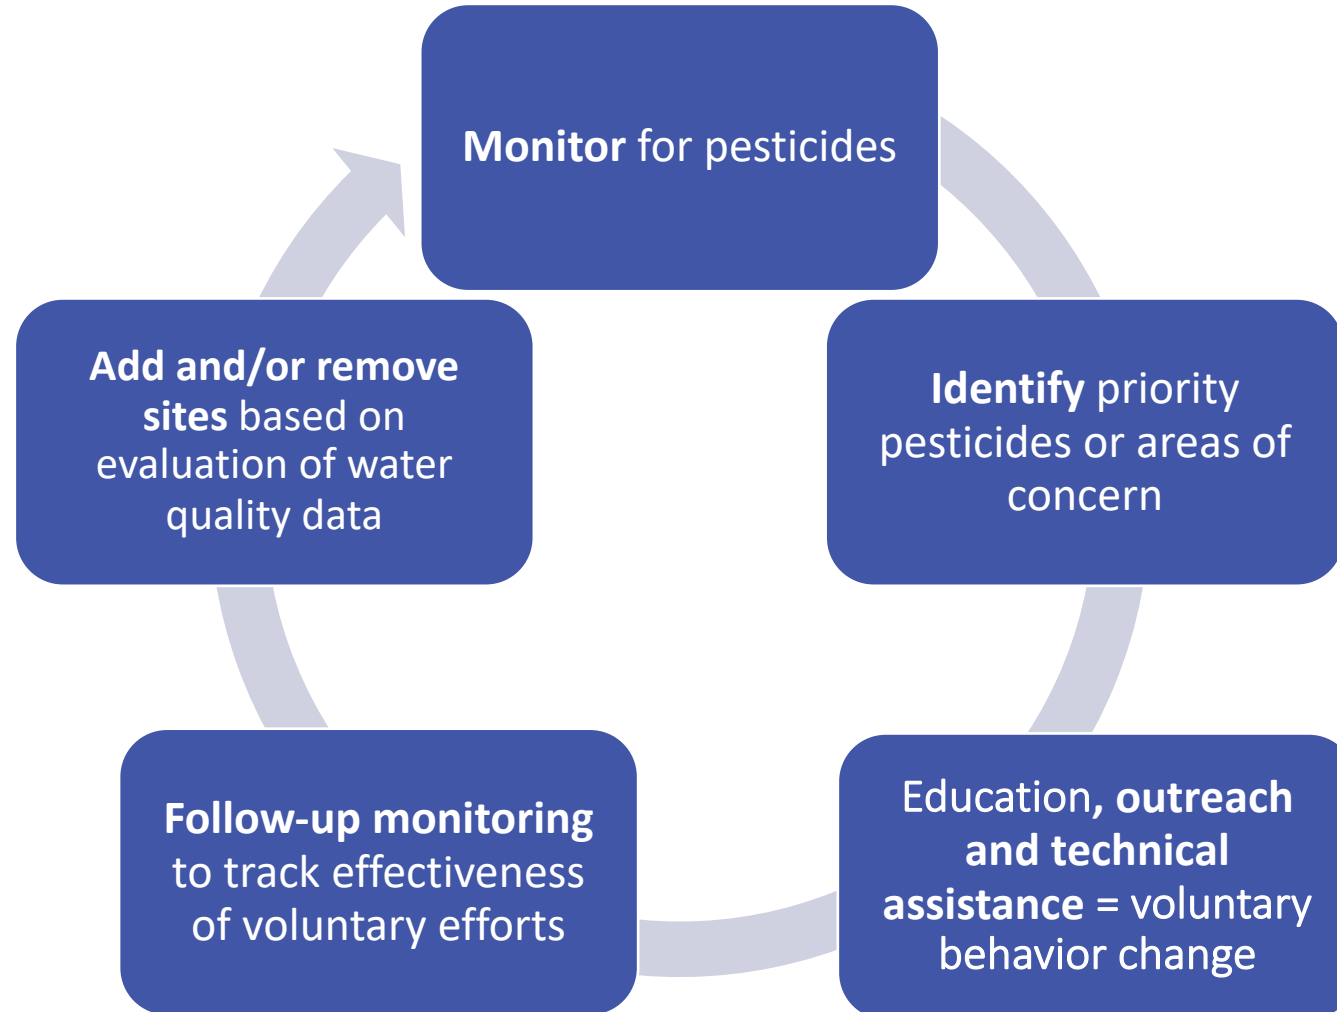 Monitor for pesticides
Identify priority
pesticides or areas of
concern
Education, outreach
and technical
assistance = voluntary
behavior change
Follow-up monitoring
to track effectiveness
of voluntary efforts
Add and/or remove
sites based on
evaluation of water
quality data